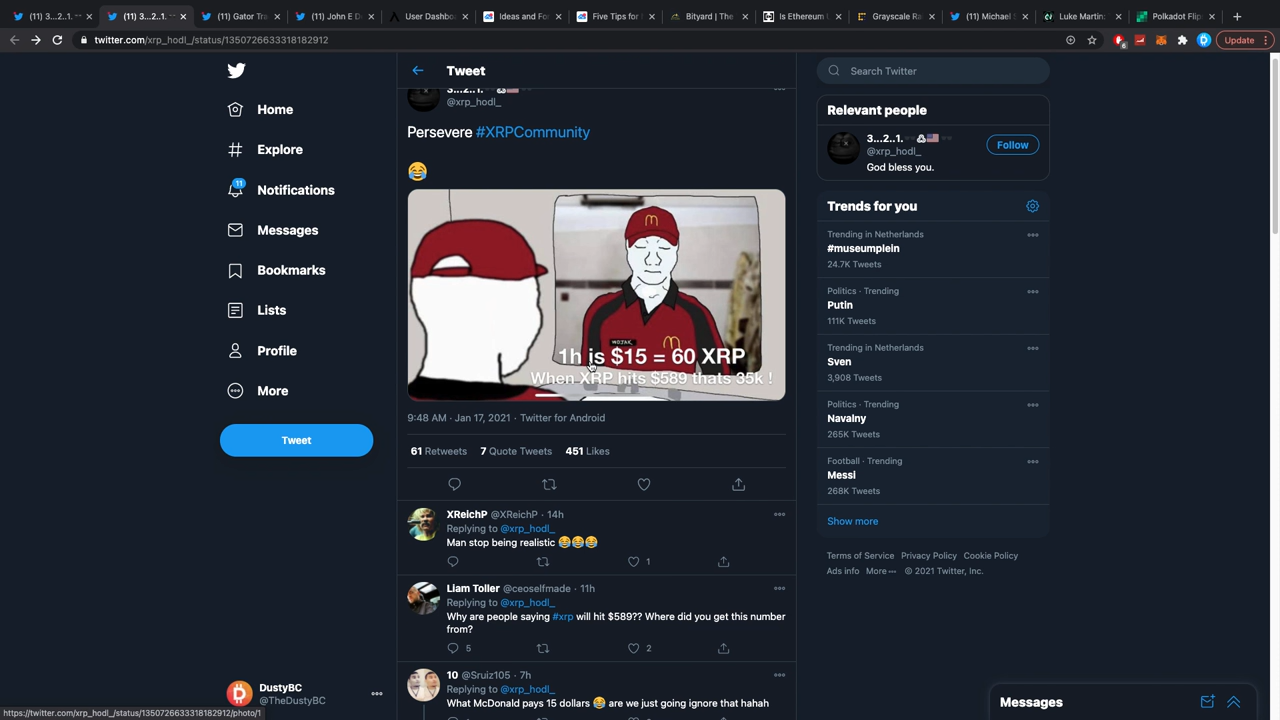 (11) 3...2..1.
(11) 3...2..1.
(11) Gator Tra
(11) John E De
User Dashbo
Ideas and Fo
Five Tips for
Bityard | The
Is Ethereum
Grayscale Ra
(11) Michael S
Luke Martin:
Polkadot Flip
twitter.com/xrp_hodl_/status/1350726633318182912
6
Update
Home
Explore
11
Notifications
Messages
Bookmarks
Lists
Profile
More
Tweet
DustyBC
@TheDustyBC
https://twitter.com/xrp_hodl_/status/1350726633318182912/photo/1
Tweet
3...2..1.
@xrp_hodl_
Persevere #XRPCommunity
WOJAK
1h is $15 = 60 XRP
When XRP hits $589 thats 35k !
9:48 AM · Jan 17, 2021 · Twitter for Android
61 Retweets 7 Quote Tweets 451 Likes
XReichP @XReichP · 14h
Replying to @xrp_hodl_
Man stop being realistic 😂😂😂
1
Liam Toller @ceoselfmade · 11h
Replying to @xrp_hodl_
Why are people saying #xrp will hit $589?? Where did you get this number
from?
5 2
10 @Sruiz105 · 7h
Replying to @xrp_hodl_
What McDonald pays 15 dollars 😂 are we just going ignore that hahah
Search Twitter
Relevant people
3...2..1.
@xrp_hodl_
Follow
God bless you.
Trends for you
Trending in Netherlands
#museumplein
24.7K Tweets
Politics · Trending
Putin
111K Tweets
Trending in Netherlands
Sven
3,908 Tweets
Politics · Trending
Navalny
265K Tweets
Football · Trending
Messi
268K Tweets
Show more
Terms of Service Privacy Policy Cookie Policy
Ads info More © 2021 Twitter, Inc.
Messages